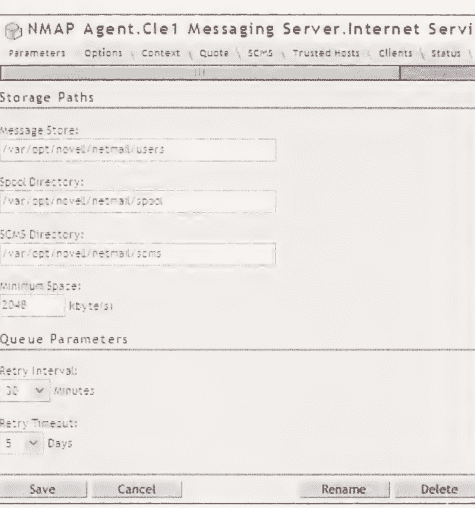 NMAP Agent.Cle1 Messaging Server.Internet Servi
Parameters Options Context Quota SCMS Trusted Hosts Clients Status
Storage Paths
Message Store:
/var/opt/novell/netmail/users
Spool Directory:
/var/opt/novell/netmail/spool
SCMS Directory:
/var/opt/novell/netmail/scms
Minimum Space:
2048 kbyte(s)
Queue Parameters
Retry Interval:
30 Minutes
Retry Timeout:
5 Days
Save Cancel Rename Delete